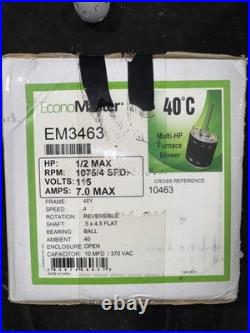 EconoMaster®
40°C
EM3463
Multi-HP
Furnace
Blower
HP: 1/2 MAX
RPM: 1075/4 SPD.
VOLTS: 115
AMPS: 7.0 MAX
CROSS REFERENCE
10463
FRAME: 48Y
SPEED: 4
ROTATION: REVERSIBLE
SHAFT: .5 x 4.5 FLAT
BEARING: BALL
AMBIENT: 40
ENCLOSURE: OPEN
CAPACITOR: 10 MFD / 370 VAC